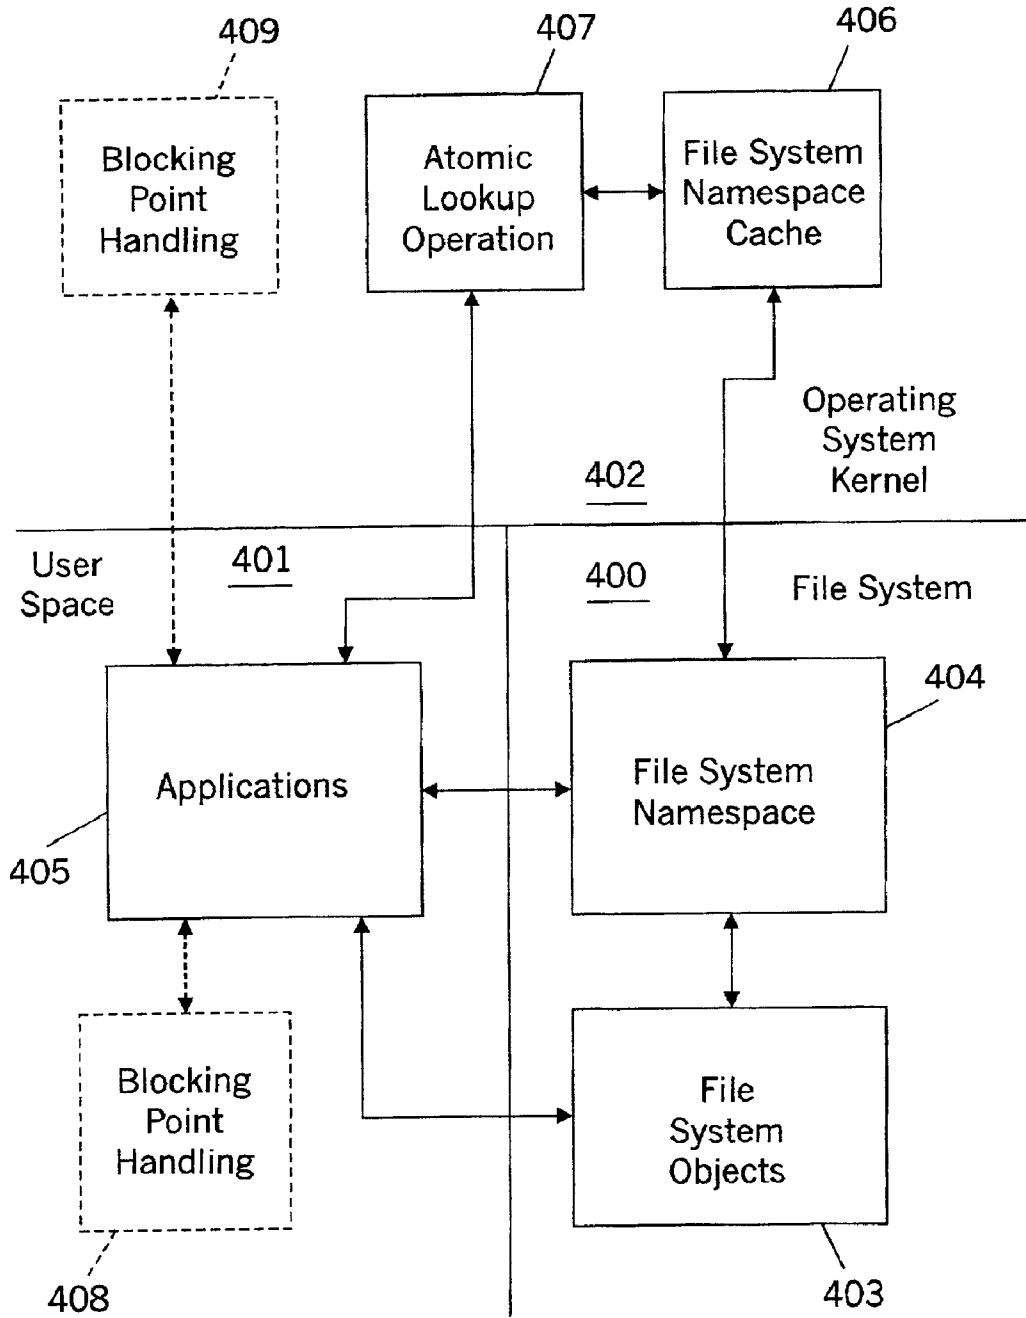 409
407
406
Blocking
Point
Handling
Atomic
Lookup
Operation
File System
Namespace
Cache
Operating
System
Kernel
402
User
Space
401
400
File System
404
Applications
File System
Namespace
405
Blocking
Point
Handling
File
System
Objects
408
403